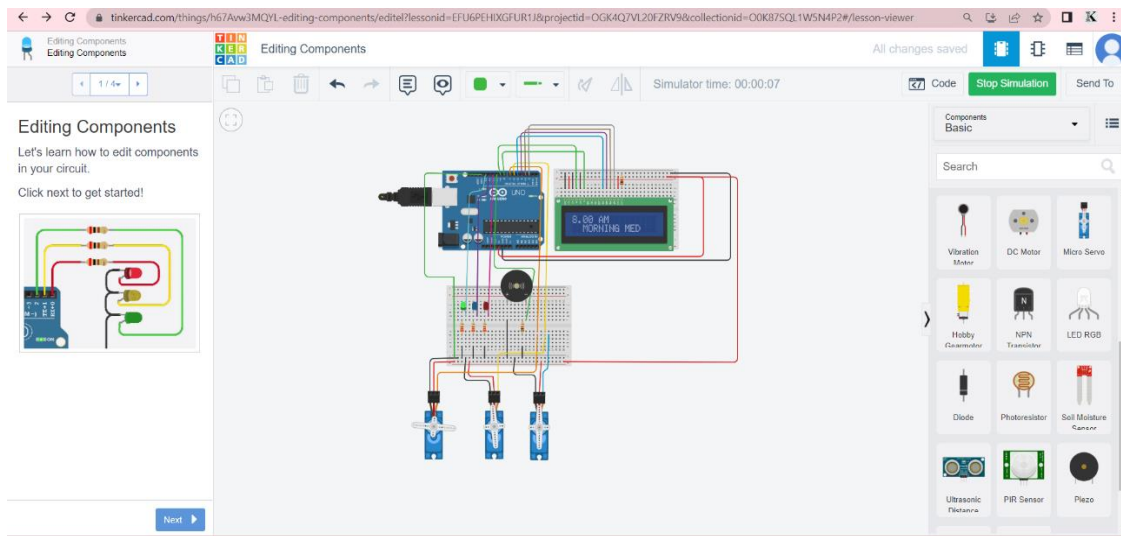 tinkercad.com/things/h67Avw3MQYL-editing-components/editel?lessonid=EFU6PEHIXGFUR1J&projectid=OGK4Q7VL20FZRV9&collectionid=O0K87SQL1W5N4P2#/lesson-viewer
K
Editing Components
Editing Components
TIN
KER
CAD
Editing Components
All changes saved
1/4
Simulator time: 00:00:07
Code
Stop Simulation
Send To
Editing Components
Let's learn how to edit components
in your circuit.
Click next to get started!
Next
UNO
8.00 AM
MORNING MED
Components
Basic
Search
Vibration
Motor
DC Motor
Micro Servo
Hobby
Gearmotor
N
NPN
Transistor
LED RGB
Diode
Photoresistor
Soil Moisture
Sensor
Ultrasonic
Distance
PIR Sensor
Piezo